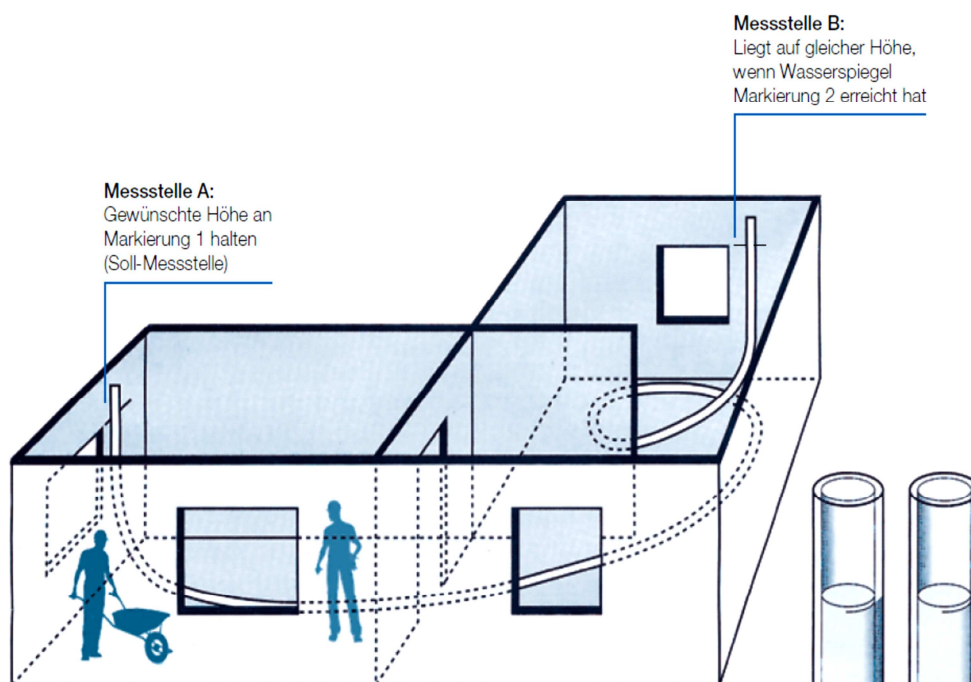 Messstelle B:
Liegt auf gleicher Höhe,
wenn Wasserspiegel
Markierung 2 erreicht hat
Messstelle A:
Gewünschte Höhe an
Markierung 1 halten
(Soll-Messstelle)